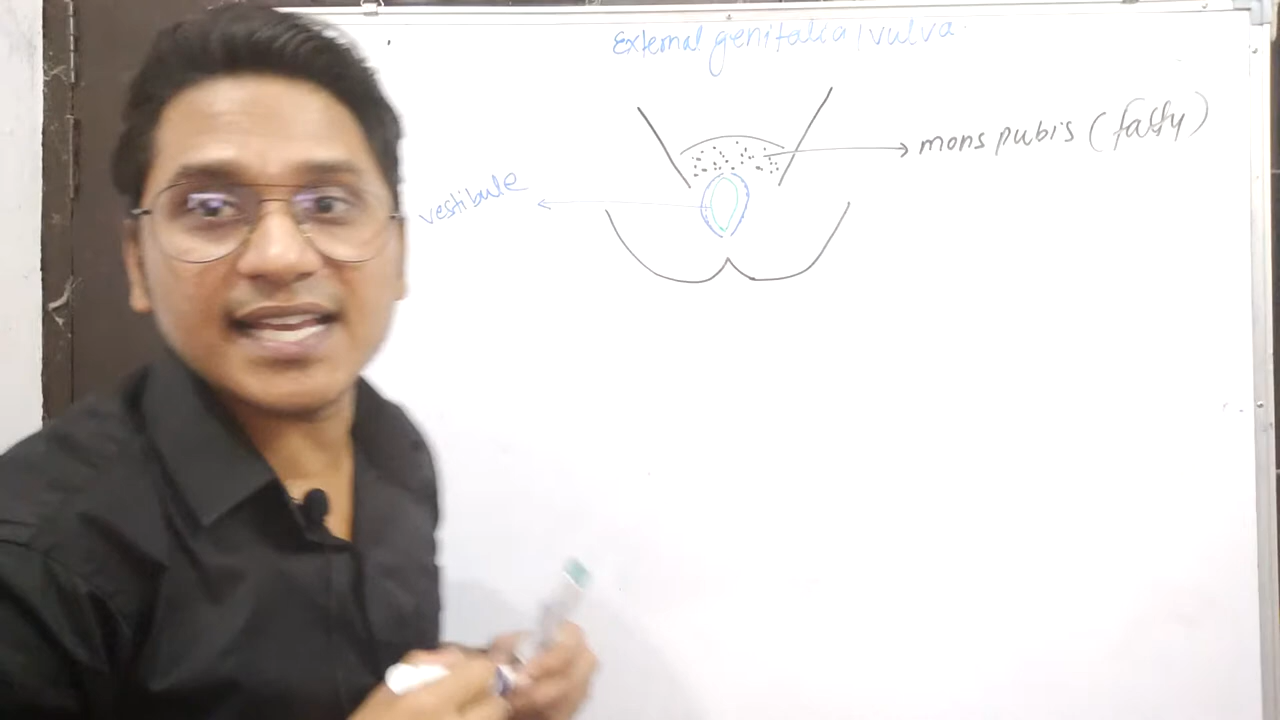 External genitalia / vulva
mons pubis (fatty)
vestibule